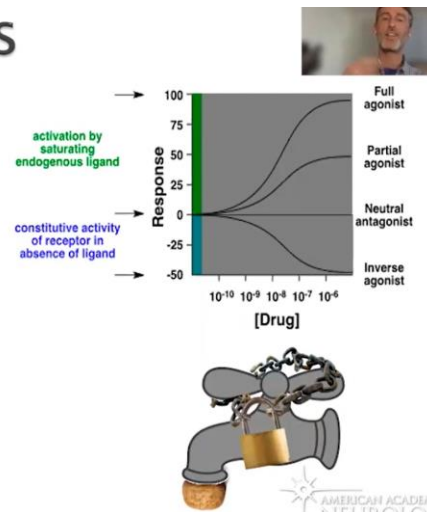 S
activation by
saturating
endogenous ligand
constitutive activity
of receptor in
absence of ligand
Response
100
75
50
25
0
-25
-50
Full
agonist
Partial
agonist
Neutral
antagonist
Inverse
agonist
10-10 10-9 10-8 10-7 10-6
[Drug]
AMERICAN